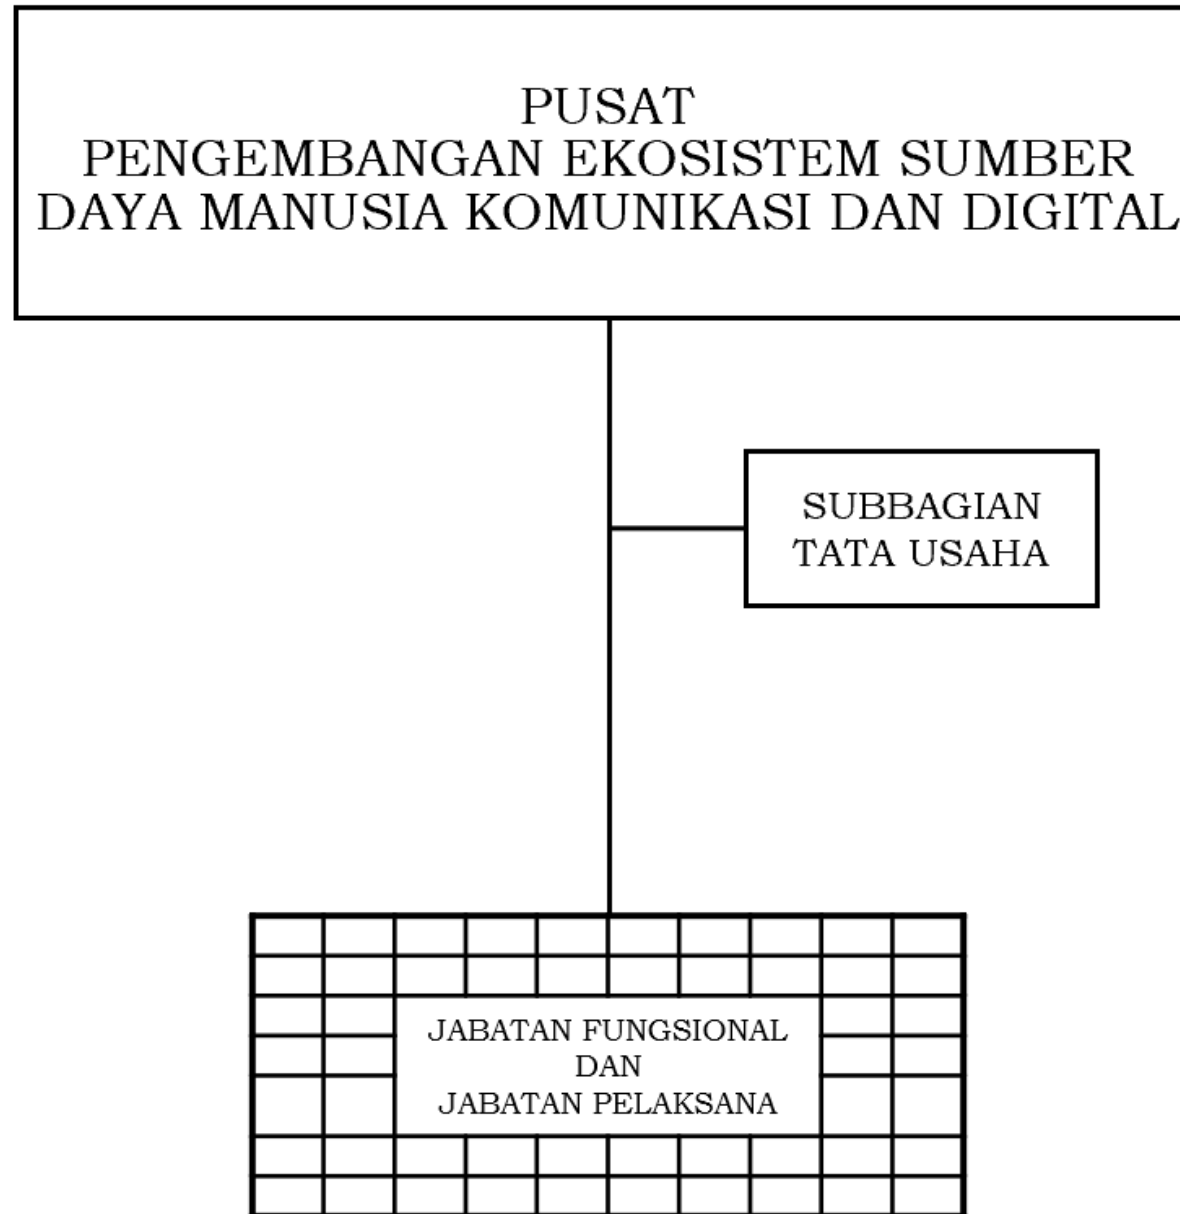 PUSAT
PENGEMBANGAN EKOSISTEM SUMBER
DAYA MANUSIA KOMUNIKASI DAN DIGITAL
SUBBAGIAN
TATA USAHA
JABATAN FUNGSIONAL
DAN
JABATAN PELAKSANA